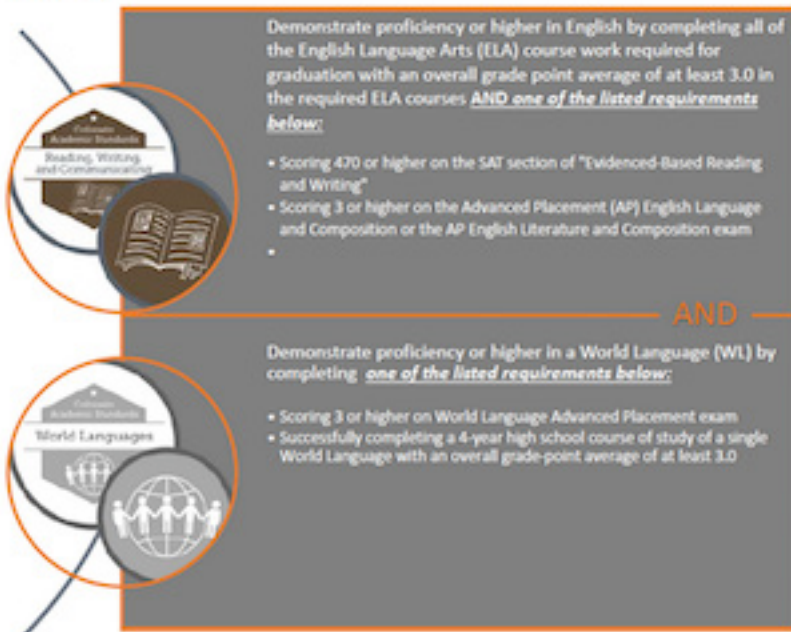 Demonstrate proficiency or higher in English by completing all of
the English Language Arts (ELA) course work required for
graduation with an overall grade point average of at least 3.0 in
the required ELA courses AND one of the listed requirements
below:
• Scoring 470 or higher on the SAT section of "Evidenced-Based Reading
and Writing"
• Scoring 3 or higher on the Advanced Placement (AP) English Language
and Composition or the AP English Literature and Composition exam
•
Colorado
Academic Standards
Reading, Writing,
and Communicating
AND
Demonstrate proficiency or higher in a World Language (WL) by
completing one of the listed requirements below:
• Scoring 3 or higher on World Language Advanced Placement exam
• Successfully completing a 4-year high school course of study of a single
World Language with an overall grade-point average of at least 3.0
Colorado
Academic Standards
World Languages